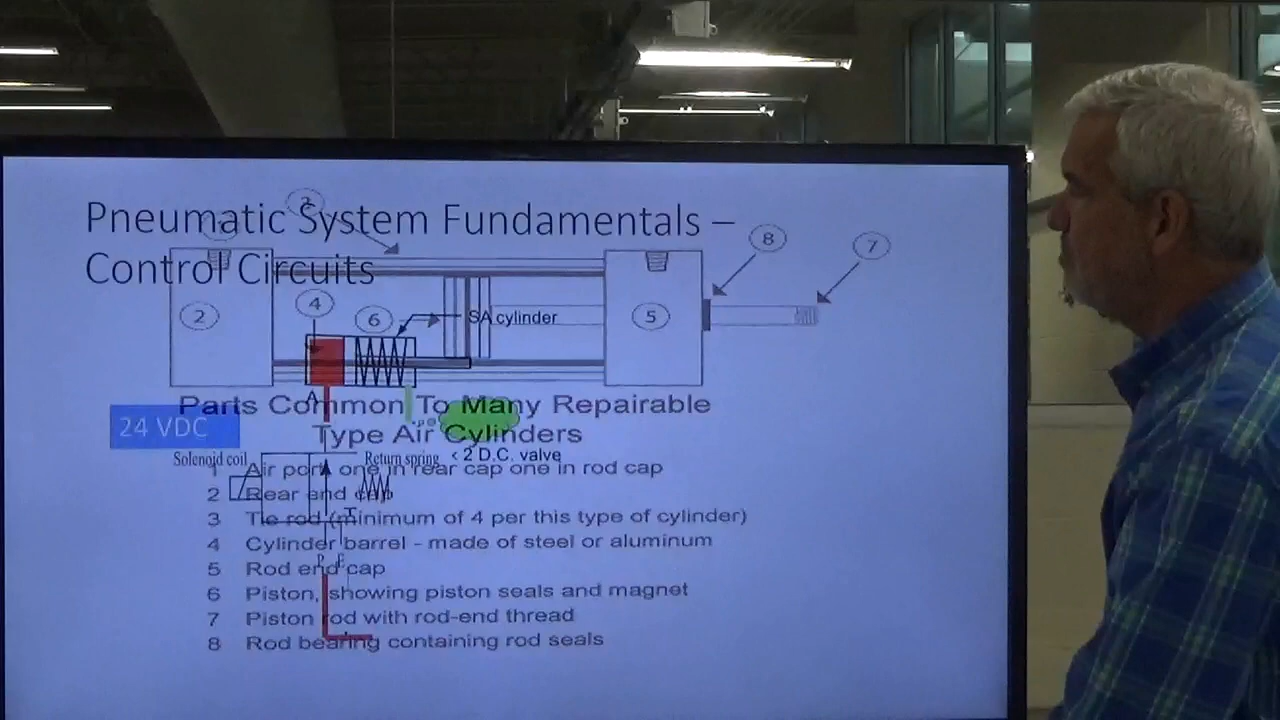 Pneumatic System Fundamentals –
Control Circuits
3
8
7
2
4
6
SA cylinder
5
A
Parts Common To Many Repairable
24 VDC
Type Air Cylinders
Solenoid coil
Return spring
2 D.C. valve
1 Air port, one in rear cap one in rod cap
2 Rear end cap
3 Tie rod (minimum of 4 per this type of cylinder)
4 Cylinder barrel - made of steel or aluminum
P E
5 Rod end cap
6 Piston, showing piston seals and magnet
7 Piston rod with rod-end thread
8 Rod bearing containing rod seals